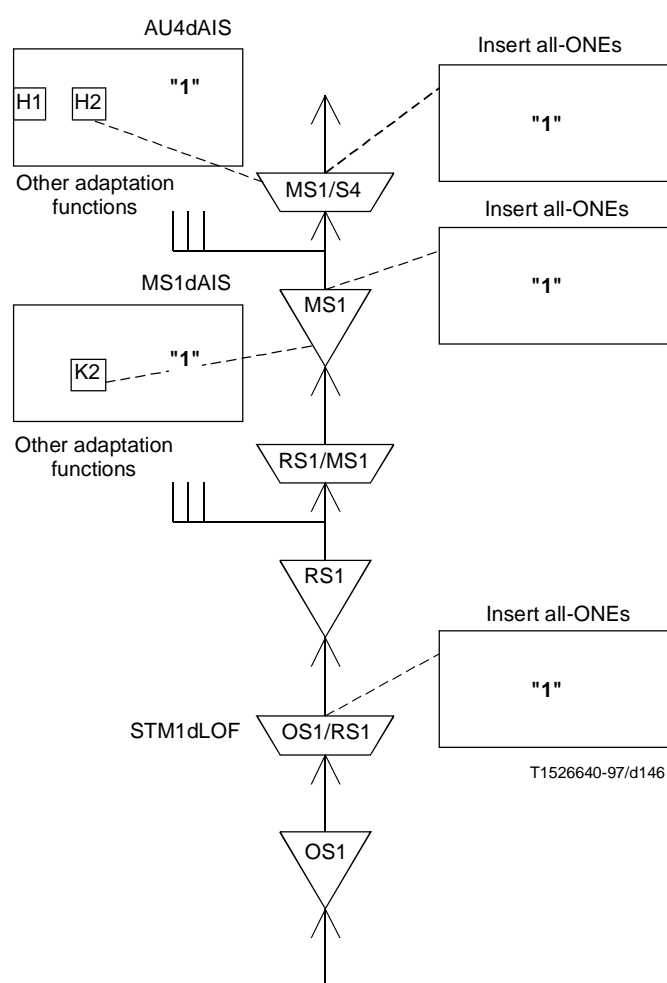 AU4dAIS
Insert all-ONEs
H1 H2 "1"
"1"
MS1/S4
Other adaptation
functions
Insert all-ONEs
"1"
MS1dAIS
MS1
K2 "1"
Other adaptation
functions
RS1/MS1
RS1
Insert all-ONEs
"1"
STM1dLOF
OS1/RS1
T1526640-97/d146
OS1